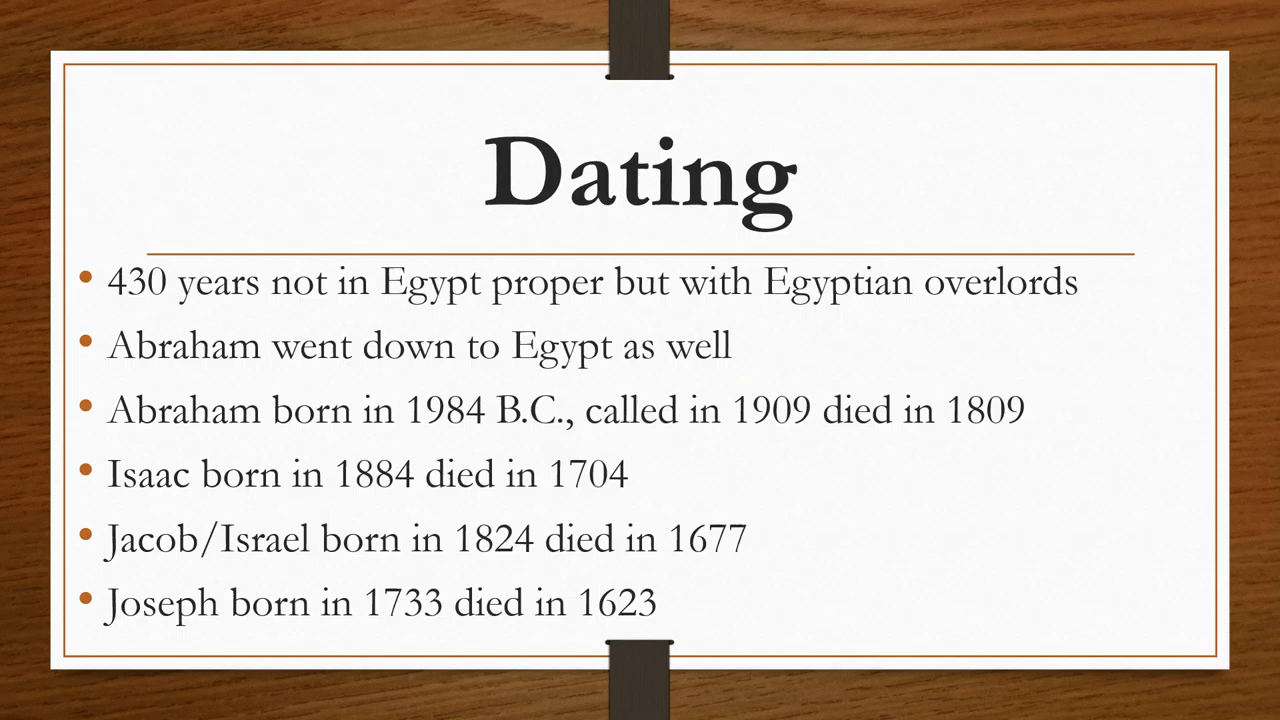 Dating
• 430 years not in Egypt proper but with Egyptian overlords
• Abraham went down to Egypt as well
• Abraham born in 1984 B.C., called in 1909 died in 1809
• Isaac born in 1884 died in 1704
• Jacob/Israel born in 1824 died in 1677
• Joseph born in 1733 died in 1623